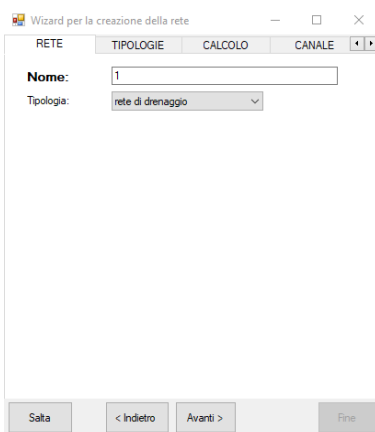 Wizard per la creazione della rete
RETE TIPOLOGIE CALCOLO CANALE
Nome: 1
Tipologia: rete di drenaggio
Salta < Indietro Avanti > Fine